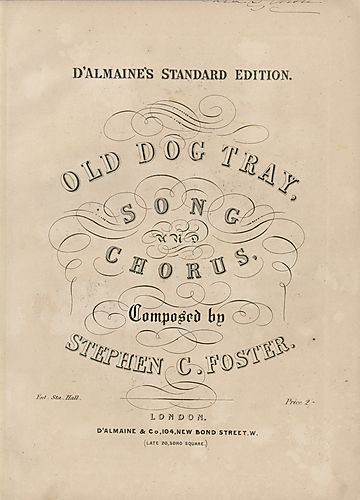 D'ALMAINE'S STANDARD EDITION.
OLD DOG TRAY,
SONG
AND
CHORUS.
Composed by
STEPHEN C. FOSTER.
Ent. Sta. Hall.
Price 2/-
LONDON.
D'ALMAINE & Co, 104, NEW BOND STREET. W.
(LATE 20, SOHO SQUARE.)